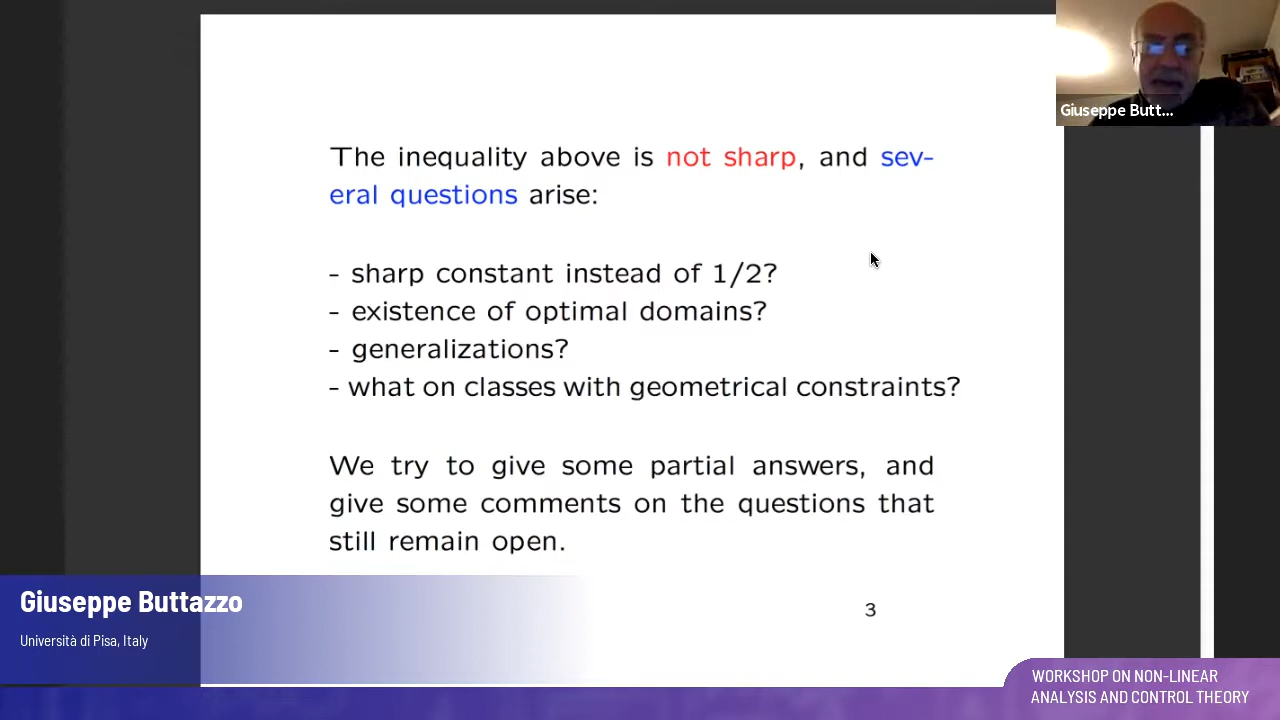 Giuseppe Butt...
The inequality above is not sharp, and sev-
eral questions arise:
- sharp constant instead of 1/2?
- existence of optimal domains?
- generalizations?
- what on classes with geometrical constraints?
We try to give some partial answers, and
give some comments on the questions that
still remain open.
3
Giuseppe Buttazzo
Università di Pisa, Italy
WORKSHOP ON NON-LINEAR
ANALYSIS AND CONTROL THEORY